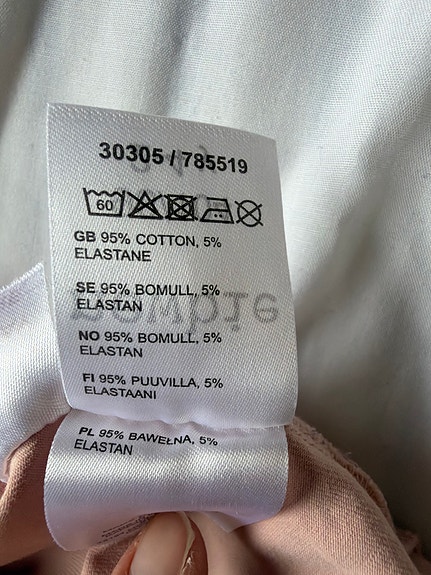 30305 / 785519
60
GB 95% COTTON, 5%
ELASTANE
SE 95% BOMULL, 5%
ELASTAN
NO 95% BOMULL, 5%
ELASTAN
FI 95% PUUVILLA, 5%
ELASTAANI
PL 95% BAWEŁNA, 5%
ELASTAN